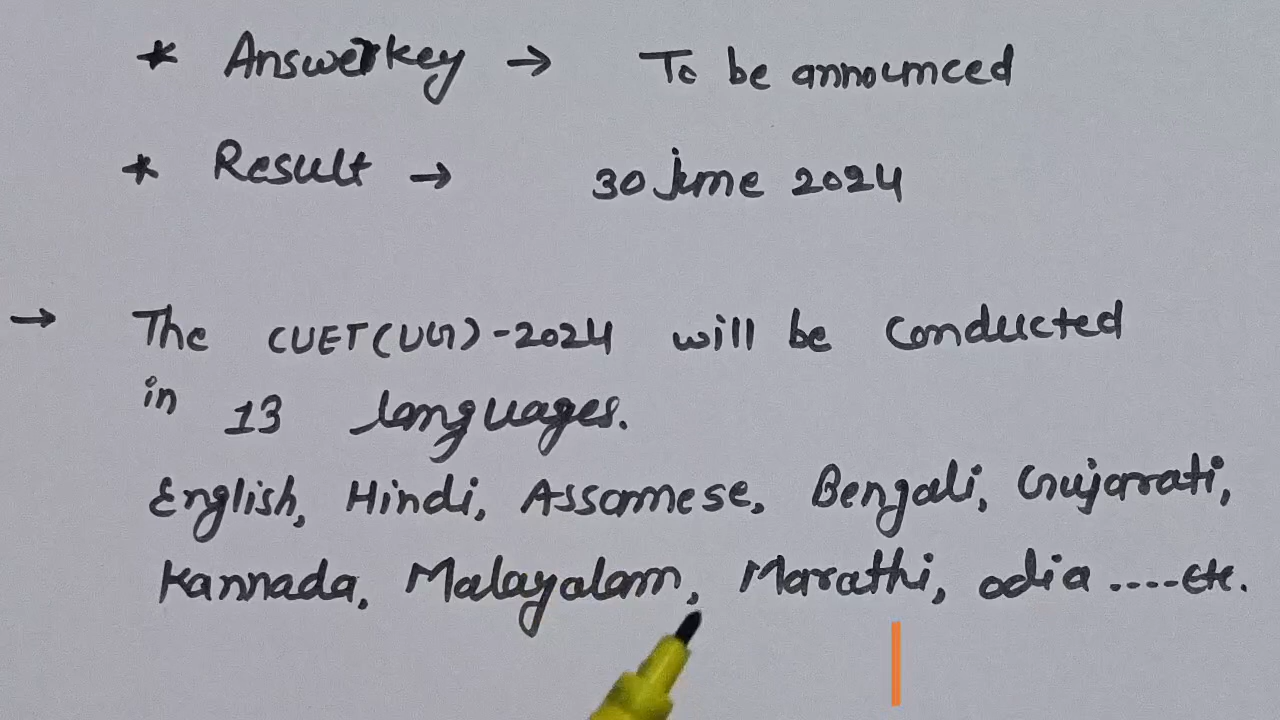 * Answerkey → To be announced
* Result → 30 june 2024
→ The CUET(UG)-2024 will be conducted
in 13 languages.
English, Hindi, Assamese, Bengali, Gujarati,
Kannada, Malayalam, Marathi, odia ....etc.